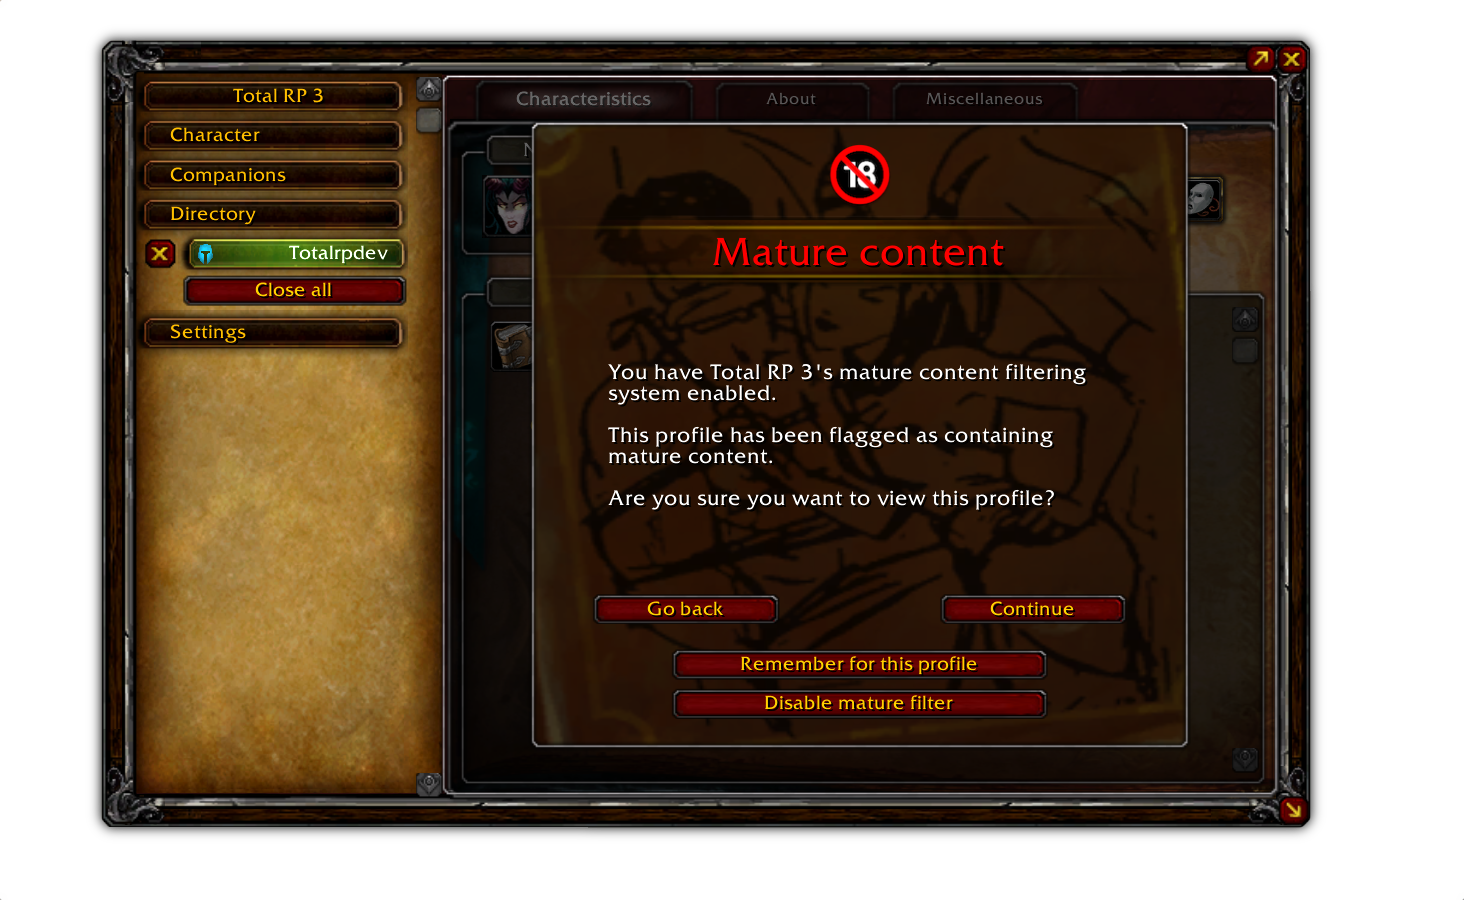 Total RP 3
Character
Companions
Directory
Totalrpdev
Close all
Settings
Characteristics
About
Miscellaneous
18
Mature content
You have Total RP 3's mature content filtering
system enabled.
This profile has been flagged as containing
mature content.
Are you sure you want to view this profile?
Go back
Continue
Remember for this profile
Disable mature filter